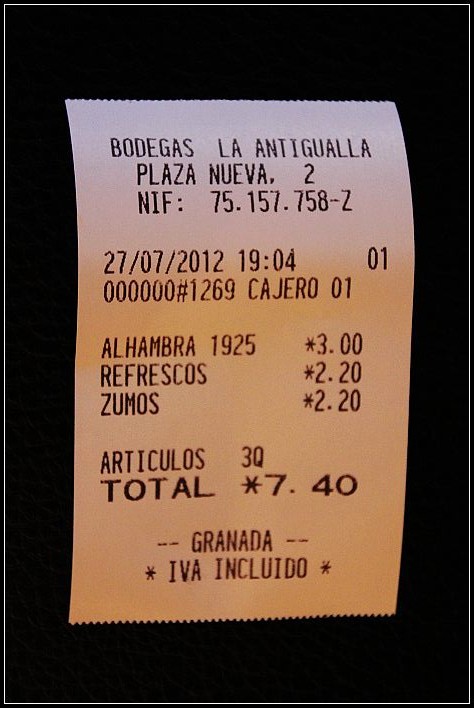 BODEGAS LA ANTIGUALLA
PLAZA NUEVA, 2
NIF: 75.157.758-Z
27/07/2012 19:04 01
000000#1269 CAJERO 01
ALHAMBRA 1925 *3.00
REFRESCOS *2.20
ZUMOS *2.20
ARTICULOS 3Q
TOTAL *7.40
-- GRANADA --
* IVA INCLUIDO *